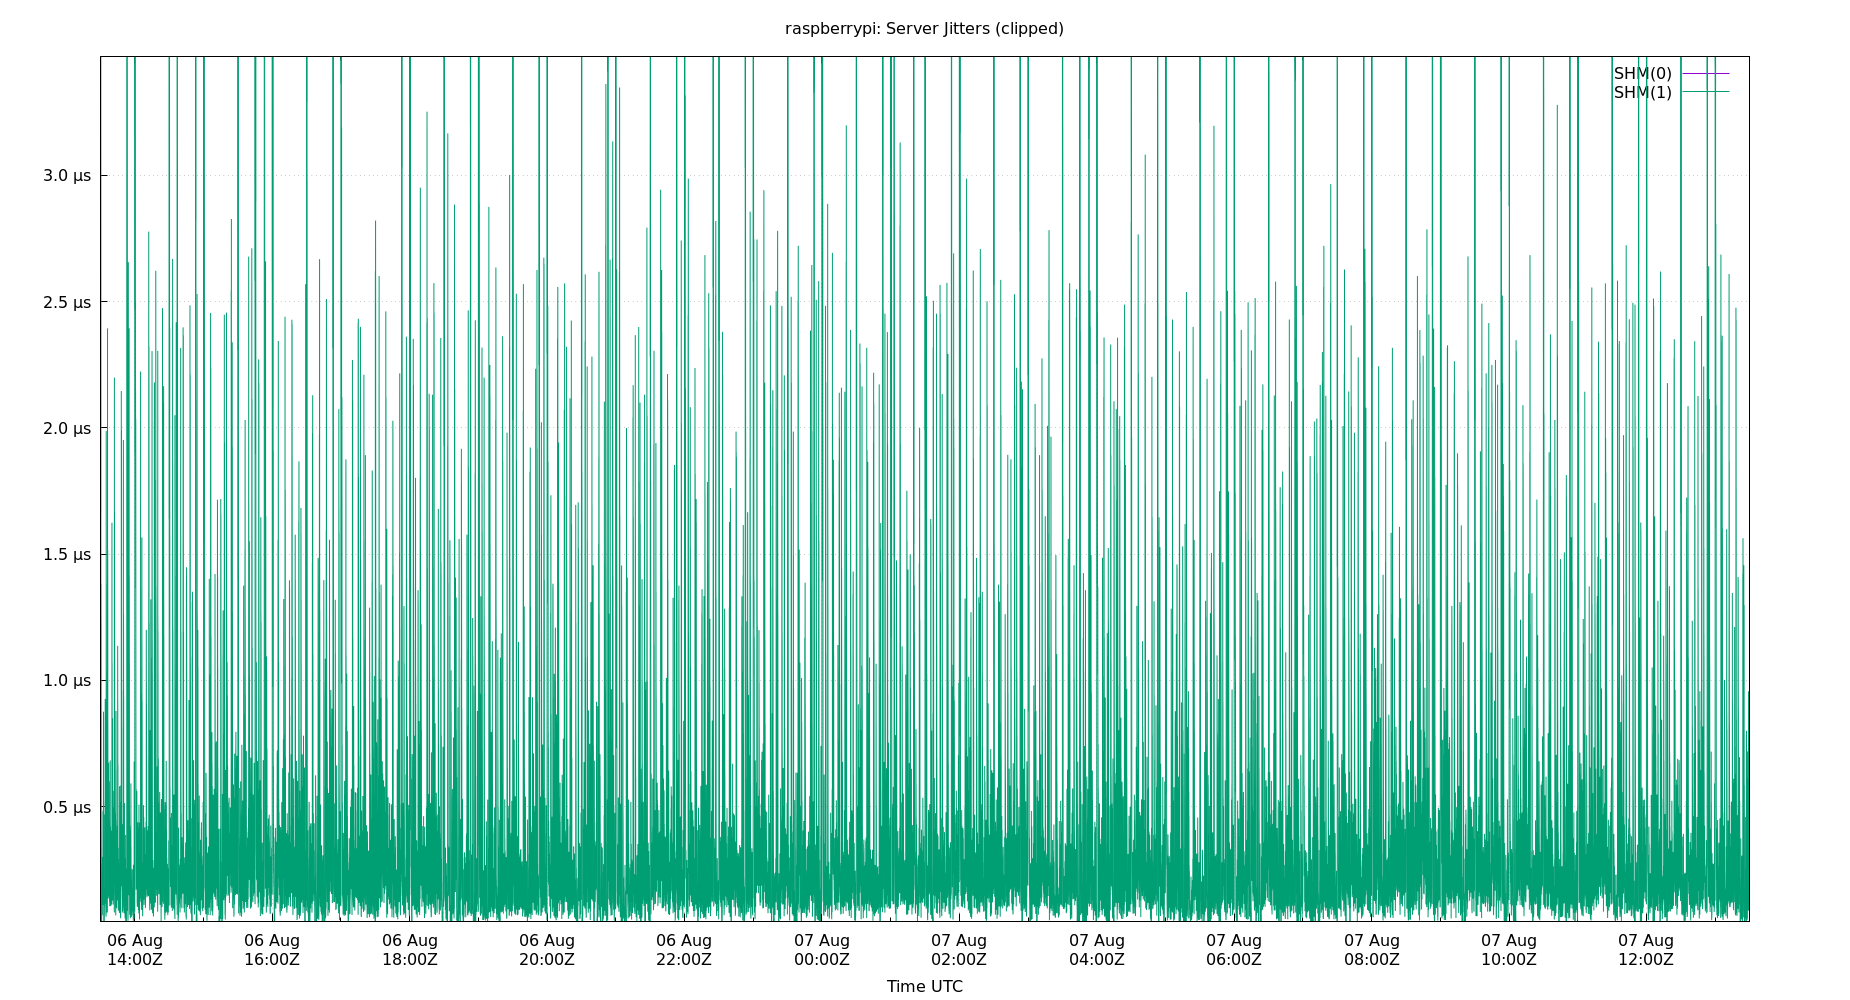 raspberrypi: Server Jitters (clipped)
SHM(0)
SHM(1)
3.0 µs
2.5 µs
2.0 µs
1.5 µs
1.0 µs
0.5 µs
06 Aug 06 Aug 06 Aug 06 Aug 06 Aug 07 Aug 07 Aug 07 Aug 07 Aug 07 Aug 07 Aug 07 Aug
14:00Z 16:00Z 18:00Z 20:00Z 22:00Z 00:00Z 02:00Z 04:00Z 06:00Z 08:00Z 10:00Z 12:00Z
Time UTC